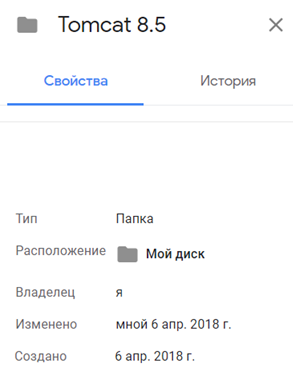 Tomcat 8.5
Свойства История
Тип Папка
Расположение Мой диск
Владелец я
Изменено мной 6 апр. 2018 г.
Создано 6 апр. 2018 г.